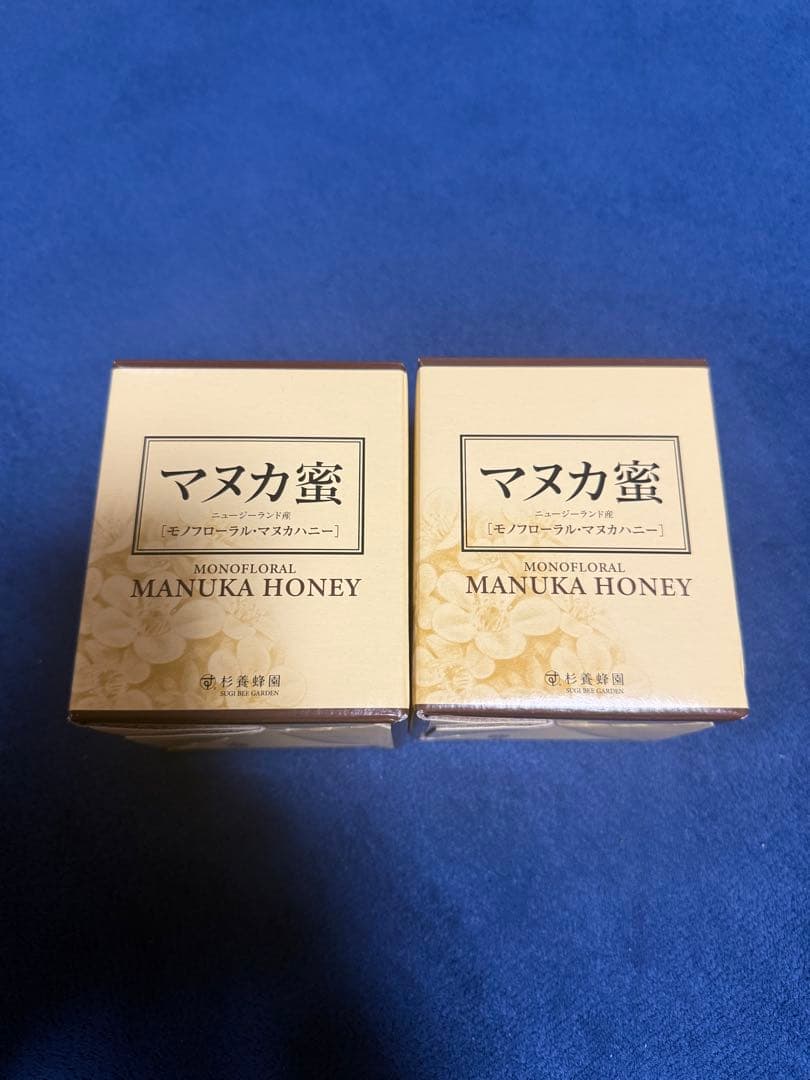 マヌカ蜜
ニュージーランド産
[モノフローラル・マヌカハニー]
MONOFLORAL
MANUKA HONEY
杉養蜂園
SUGI BEE GARDEN
マヌカ蜜
ニュージーランド産
[モノフローラル・マヌカハニー]
MONOFLORAL
MANUKA HONEY
杉養蜂園
SUGI BEE GARDEN